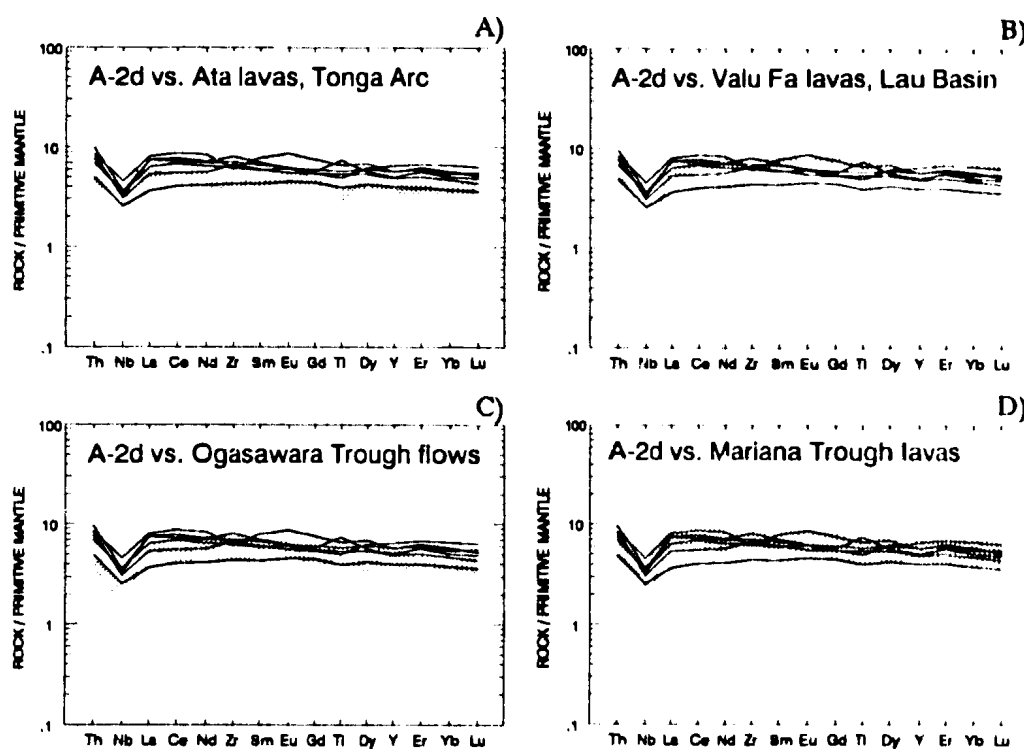 A)
A-2d vs. Ata lavas, Tonga Arc
ROCK / PRIMITIVE MANTLE
100
10
1
.1
Th Nb La Ce Nd Zr Sm Eu Gd Ti Dy Y Er Yb Lu
B)
A-2d vs. Valu Fa lavas, Lau Basin
ROCK / PRIMITIVE MANTLE
100
10
1
.1
Th Nb La Ce Nd Zr Sm Eu Gd Ti Dy Y Er Yb Lu
C)
A-2d vs. Ogasawara Trough flows
ROCK / PRIMITIVE MANTLE
100
10
1
.1
Th Nb La Ce Nd Zr Sm Eu Gd Ti Dy Y Er Yb Lu
D)
A-2d vs. Mariana Trough lavas
ROCK / PRIMITIVE MANTLE
100
10
1
.1
Th Nb La Ce Nd Zr Sm Eu Gd Ti Dy Y Er Yb Lu